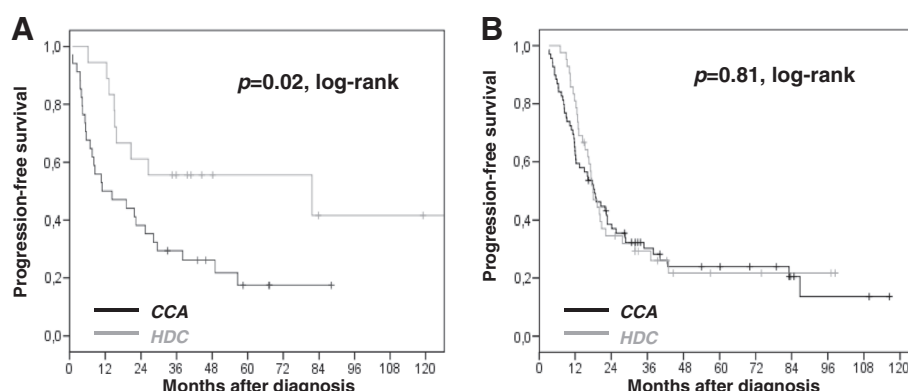 A
Progression-free survival
1,0
0,8
0,6
0,4
0,2
0,0
p=0.02, log-rank
CCA
HDC
0 12 24 36 48 60 72 84 96 108 120
Months after diagnosis
B
Progression-free survival
1,0
0,8
0,6
0,4
0,2
0,0
p=0.81, log-rank
CCA
HDC
0 12 24 36 48 60 72 84 96 108 120
Months after diagnosis